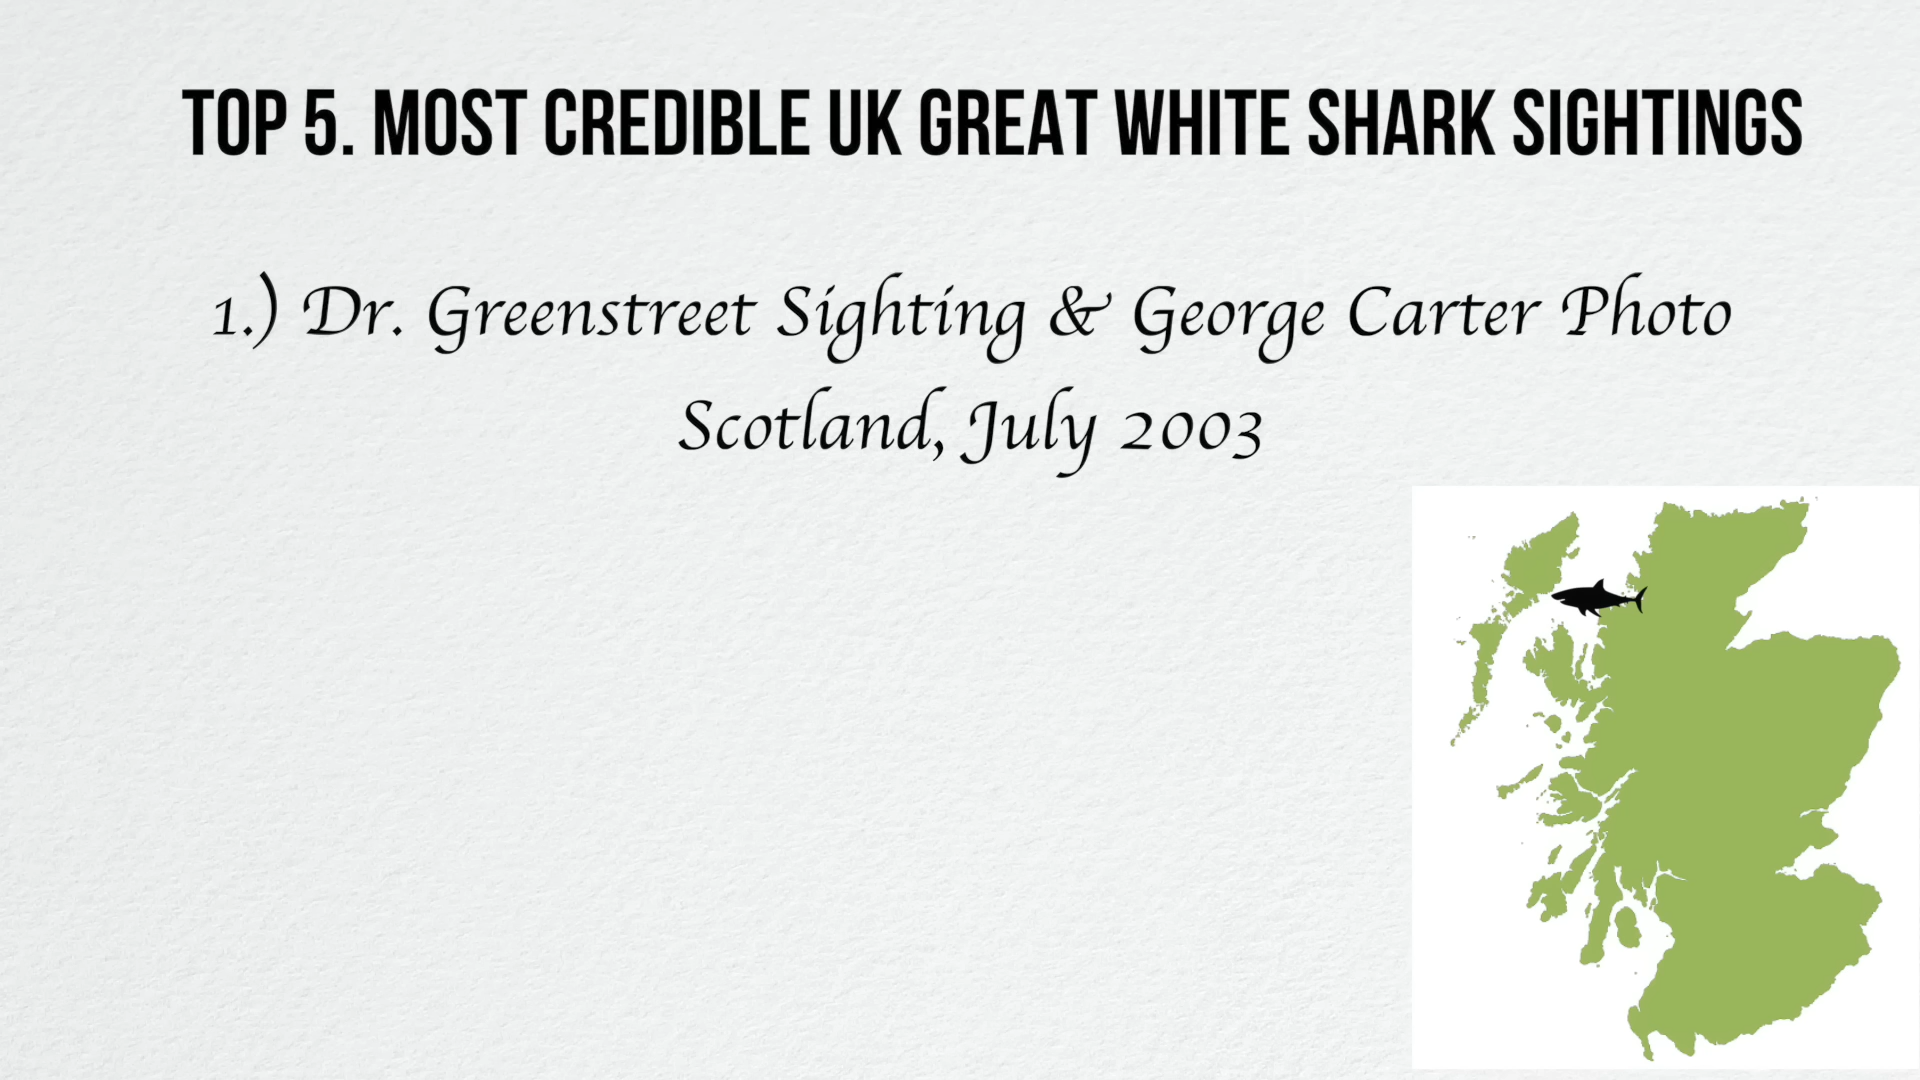 TOP 5. MOST CREDIBLE UK GREAT WHITE SHARK SIGHTINGS
1.) Dr. Greenstreet Sighting & George Carter Photo
Scotland, July 2003